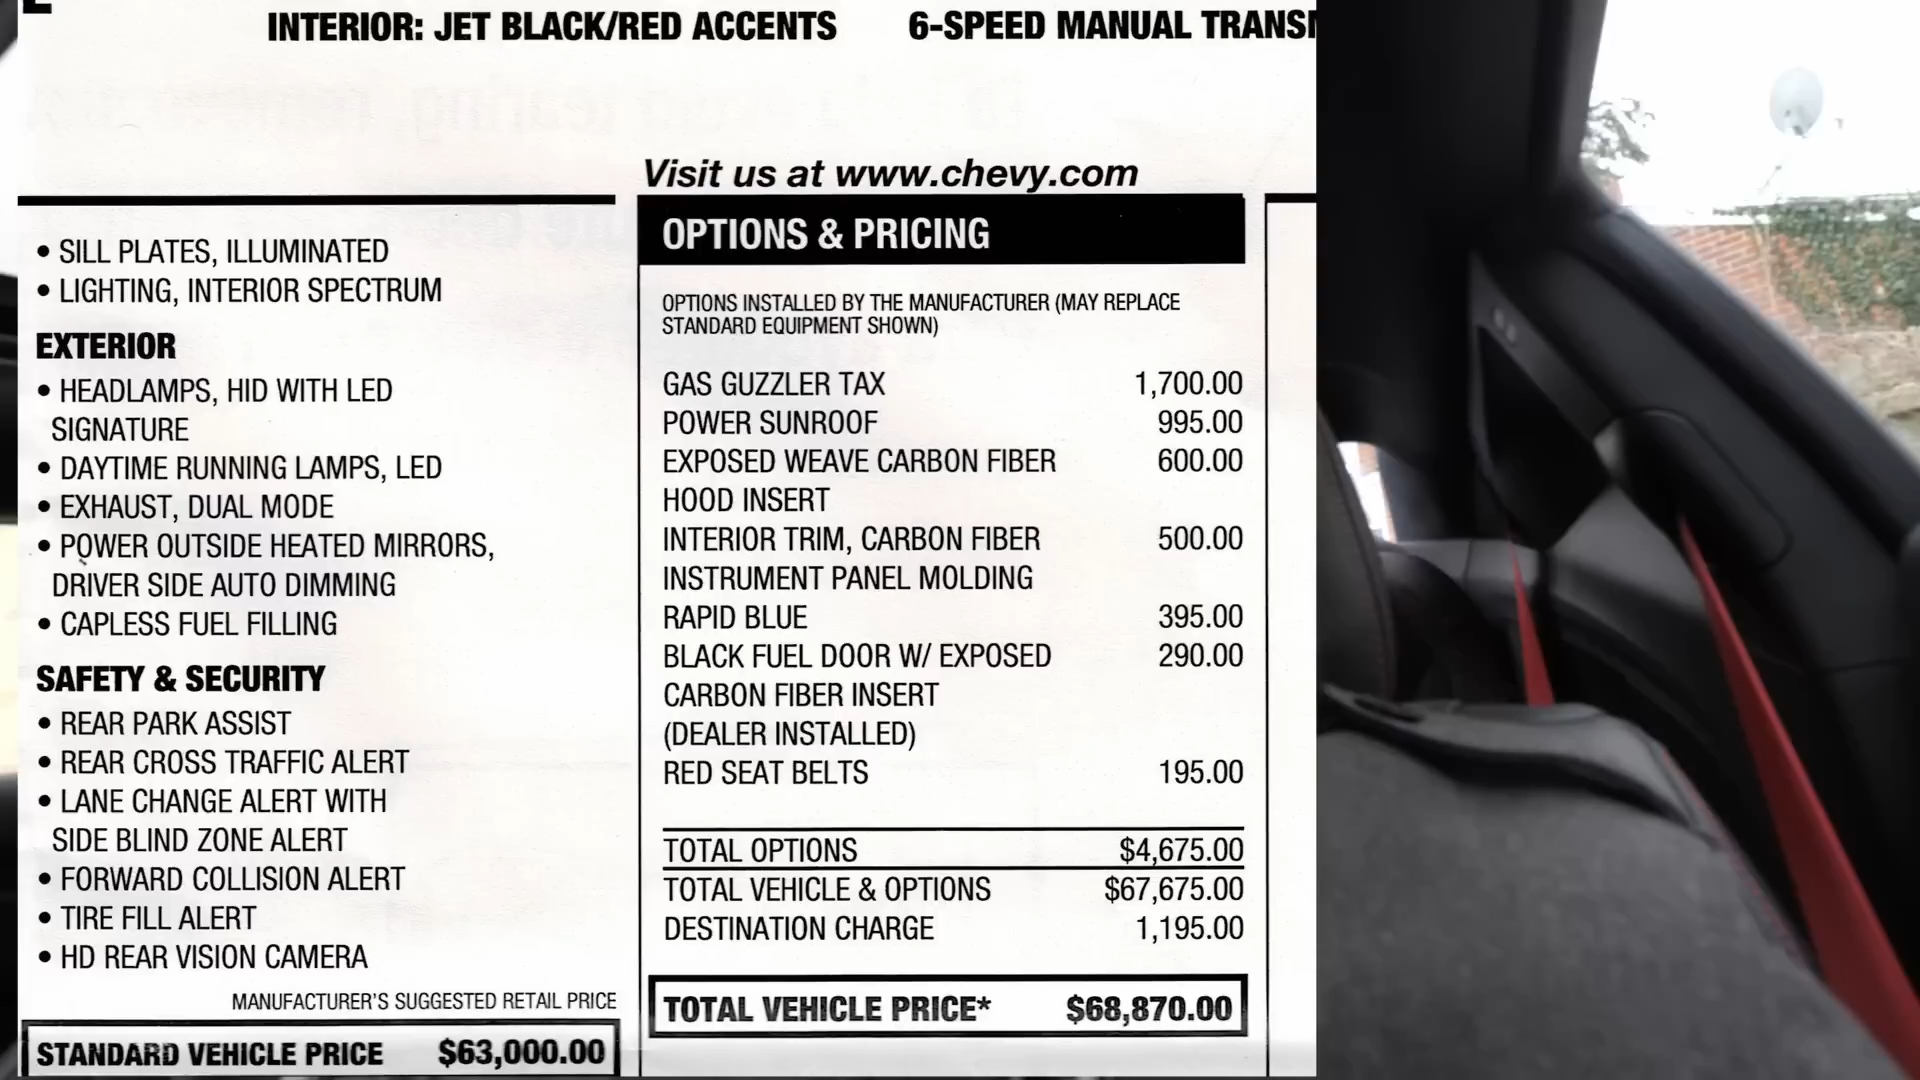 INTERIOR: JET BLACK/RED ACCENTS
6-SPEED MANUAL
Visit us at www.chevy.com
• SILL PLATES, ILLUMINATED
• LIGHTING, INTERIOR SPECTRUM
EXTERIOR
• HEADLAMPS, HID WITH LED
SIGNATURE
• DAYTIME RUNNING LAMPS, LED
• EXHAUST, DUAL MODE
• POWER OUTSIDE HEATED MIRRORS,
DRIVER SIDE AUTO DIMMING
• CAPLESS FUEL FILLING
SAFETY & SECURITY
• REAR PARK ASSIST
• REAR CROSS TRAFFIC ALERT
• LANE CHANGE ALERT WITH
SIDE BLIND ZONE ALERT
• FORWARD COLLISION ALERT
• TIRE FILL ALERT
• HD REAR VISION CAMERA
MANUFACTURER'S SUGGESTED RETAIL PRICE
STANDARD VEHICLE PRICE $63,000.00
OPTIONS & PRICING
OPTIONS INSTALLED BY THE MANUFACTURER (MAY REPLACE
STANDARD EQUIPMENT SHOWN)
GAS GUZZLER TAX 1,700.00
POWER SUNROOF 995.00
EXPOSED WEAVE CARBON FIBER 600.00
HOOD INSERT
INTERIOR TRIM, CARBON FIBER 500.00
INSTRUMENT PANEL MOLDING
RAPID BLUE 395.00
BLACK FUEL DOOR W/ EXPOSED 290.00
CARBON FIBER INSERT
(DEALER INSTALLED)
RED SEAT BELTS 195.00
TOTAL OPTIONS $4,675.00
TOTAL VEHICLE & OPTIONS $67,675.00
DESTINATION CHARGE 1,195.00
TOTAL VEHICLE PRICE* $68,870.00